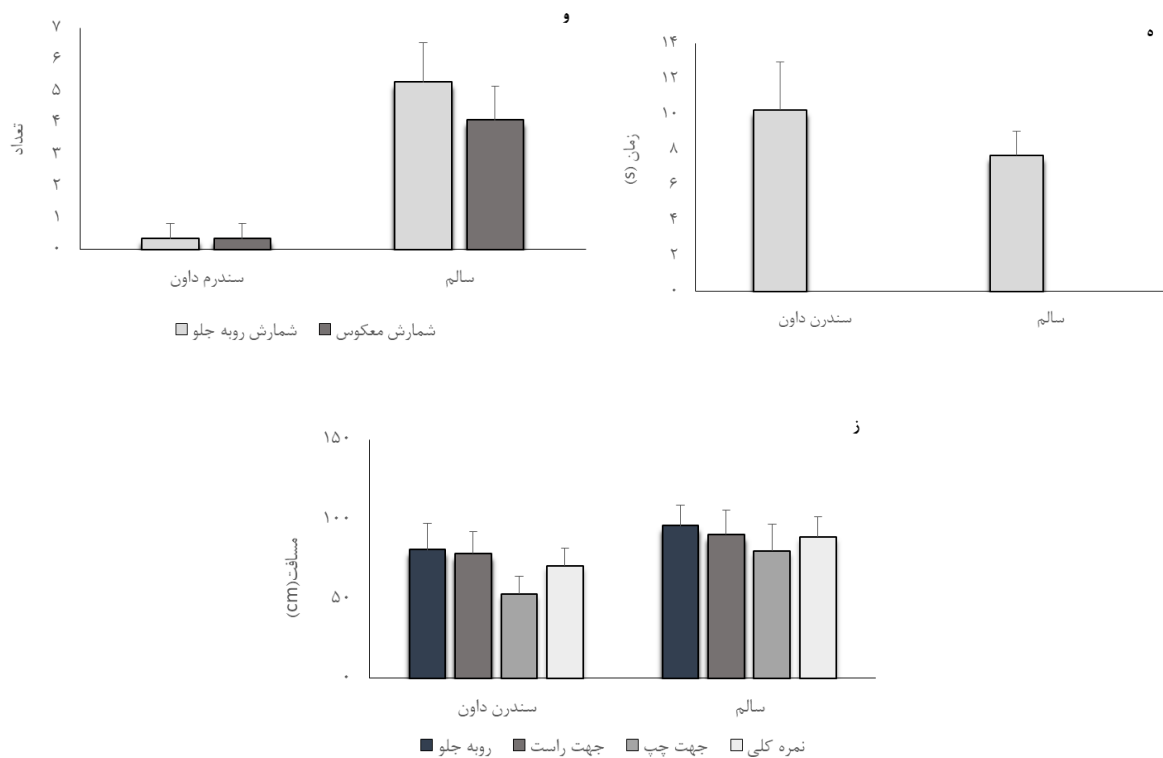 و
۷
۶
۵
۴
۳
۲
۱
۰
تعداد
سندرم داون
سالم
شمارش روبه جلو
شمارش معکوس
ه
۱۴
۱۲
۱۰
۸
۶
۴
۲
۰
زمان (s)
سندرن داون
سالم
ز
۱۵۰
۱۰۰
۵۰
۰
مسافت(cm)
سندرن داون
سالم
روبه جلو
جهت راست
جهت چپ
نمره کلی